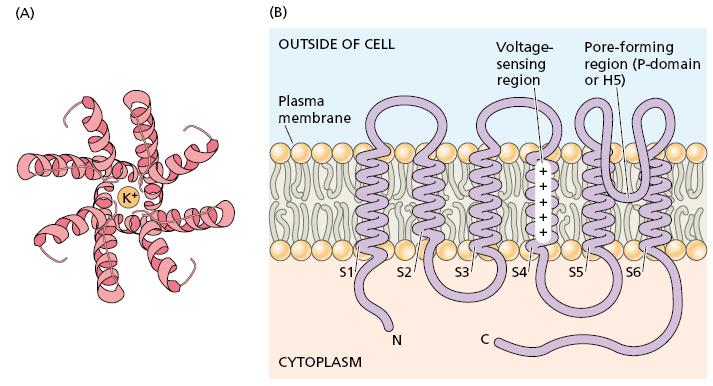 (A)
K+
(B)
OUTSIDE OF CELL
Voltage-
sensing
region
Pore-forming
region (P-domain
or H5)
Plasma
membrane
+
+
+
+
+
S1
S2
S3
S4
S5
S6
N
C
CYTOPLASM